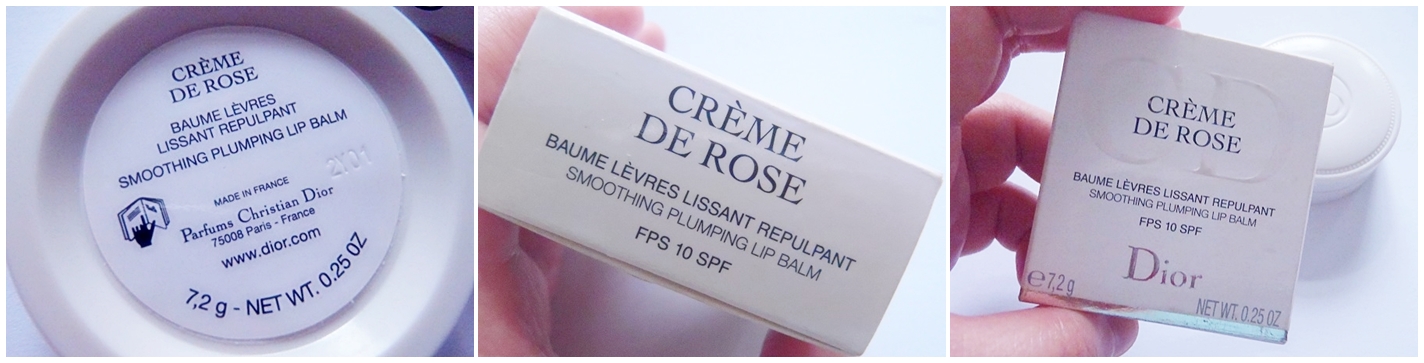 CRÈME
DE ROSE
BAUME LÈVRES
LISSANT REPULPANT
SMOOTHING PLUMPING LIP BALM
2Y01
MADE IN FRANCE
Parfums Christian Dior
75008 Paris - France
www.dior.com
7,2 g - NET WT. 0.25 OZ
CRÈME
DE ROSE
BAUME LÈVRES LISSANT REPULPANT
SMOOTHING PLUMPING LIP BALM
FPS 10 SPF
CD
CRÈME
DE ROSE
BAUME LÈVRES LISSANT REPULPANT
SMOOTHING PLUMPING LIP BALM
FPS 10 SPF
Dior
℮ 7,2 g
NET WT. 0.25 OZ